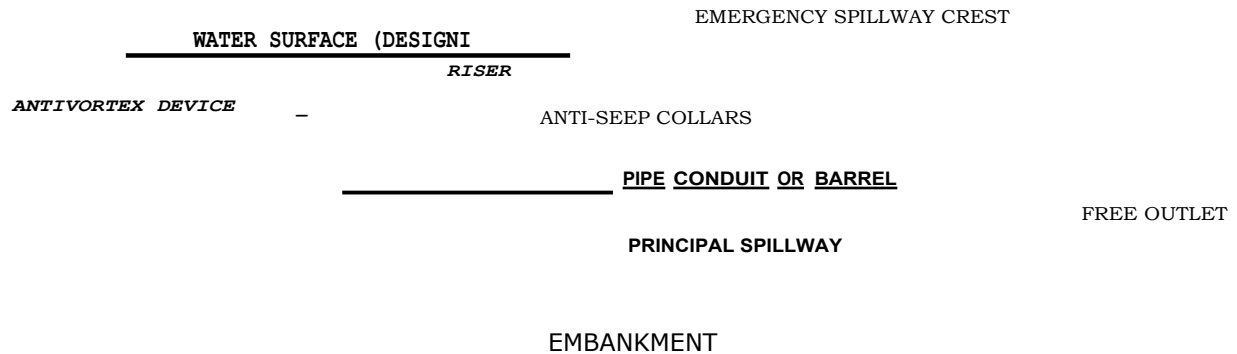 EMERGENCY SPILLWAY CREST
WATER SURFACE (DESIGNI
RISER
ANTIVORTEX DEVICE _
ANTI-SEEP COLLARS
PIPE CONDUIT OR BARREL
FREE OUTLET
PRINCIPAL SPILLWAY
EMBANKMENT